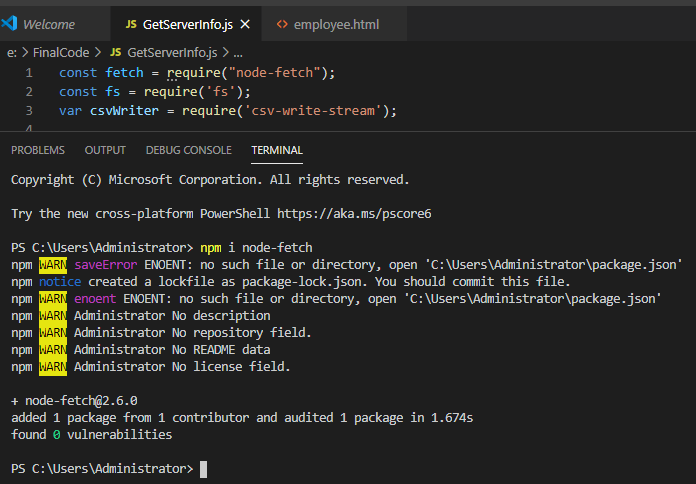 Welcome JS GetServerInfo.js × <> employee.html
e: > FinalCode > JS GetServerInfo.js > ...
1 const fetch = require("node-fetch");
2 const fs = require('fs');
3 var csvWriter = require('csv-write-stream');
4
PROBLEMS OUTPUT DEBUG CONSOLE TERMINAL
Copyright (C) Microsoft Corporation. All rights reserved.
Try the new cross-platform PowerShell https://aka.ms/pscore6
PS C:\Users\Administrator> npm i node-fetch
npm WARN saveError ENOENT: no such file or directory, open 'C:\Users\Administrator\package.json'
npm notice created a lockfile as package-lock.json. You should commit this file.
npm WARN enoent ENOENT: no such file or directory, open 'C:\Users\Administrator\package.json'
npm WARN Administrator No description
npm WARN Administrator No repository field.
npm WARN Administrator No README data
npm WARN Administrator No license field.
+ node-fetch@2.6.0
added 1 package from 1 contributor and audited 1 package in 1.674s
found 0 vulnerabilities
PS C:\Users\Administrator>